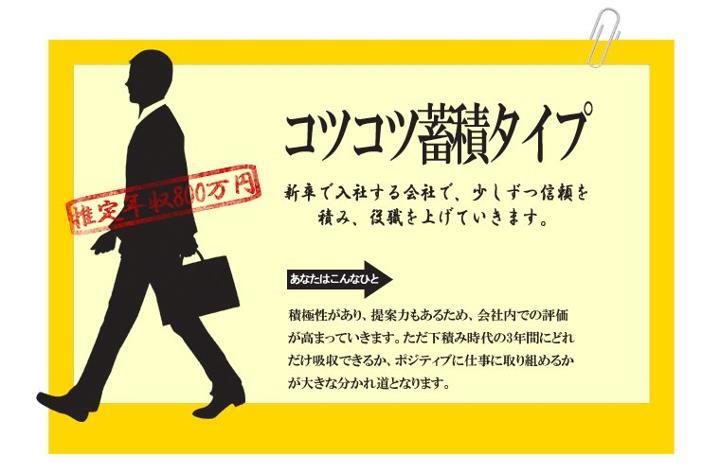 コツコツ蓄積タイプ
新卒で入社する会社で、少しずつ信頼を
積み、役職を上げていきます。
推定年収800万円
あなたはこんなひと
積極性があり、提案力もあるため、会社内での評価
が高まっていきます。ただ下積み時代の3年間にどれ
だけ吸収できるか、ポジティブに仕事に取り組めるか
が大きな分かれ道となります。